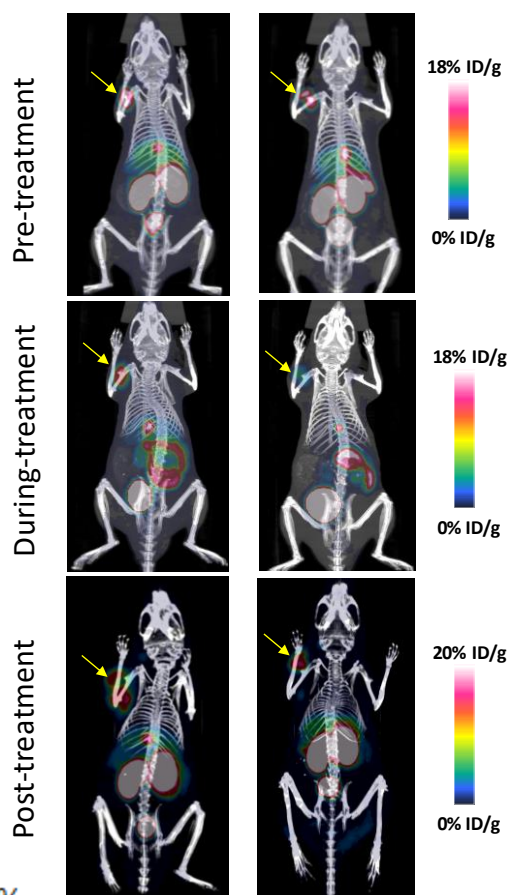 Pre-treatment
18% ID/g
0% ID/g
During-treatment
18% ID/g
0% ID/g
Post-treatment
20% ID/g
0% ID/g
%